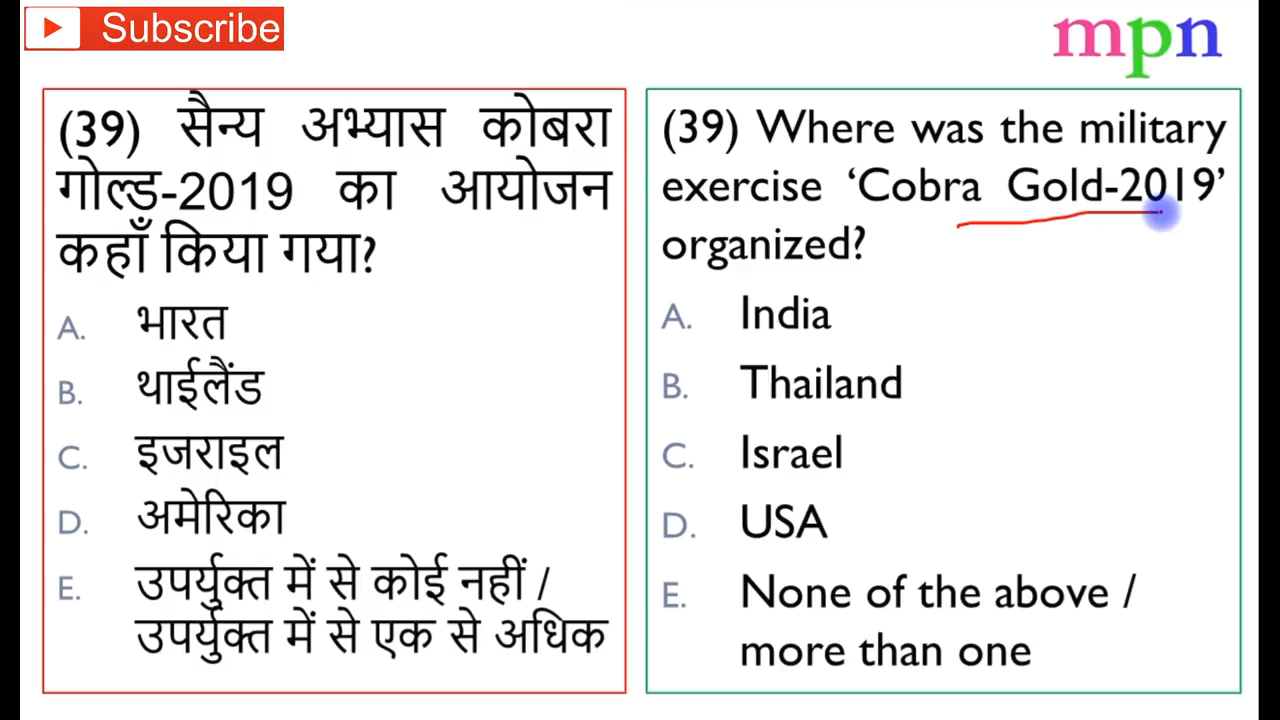 Subscribe
mpn
(39) सैन्य अभ्यास कोबरा
गोल्ड-2019 का आयोजन
कहाँ किया गया?
A. भारत
B. थाईलैंड
C. इजराइल
D. अमेरिका
E. उपर्युक्त में से कोई नहीं /
उपर्युक्त में से एक से अधिक
(39) Where was the military
exercise ‘Cobra Gold-2019’
organized?
A. India
B. Thailand
C. Israel
D. USA
E. None of the above /
more than one